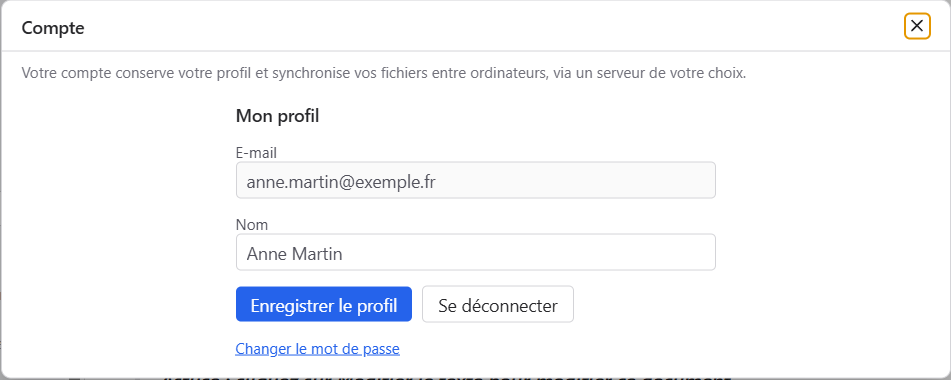 Compte
Votre compte conserve votre profil et synchronise vos fichiers entre ordinateurs, via un serveur de votre choix.
Mon profil
E-mail
anne.martin@exemple.fr
Nom
Anne Martin
Enregistrer le profil
Se déconnecter
Changer le mot de passe